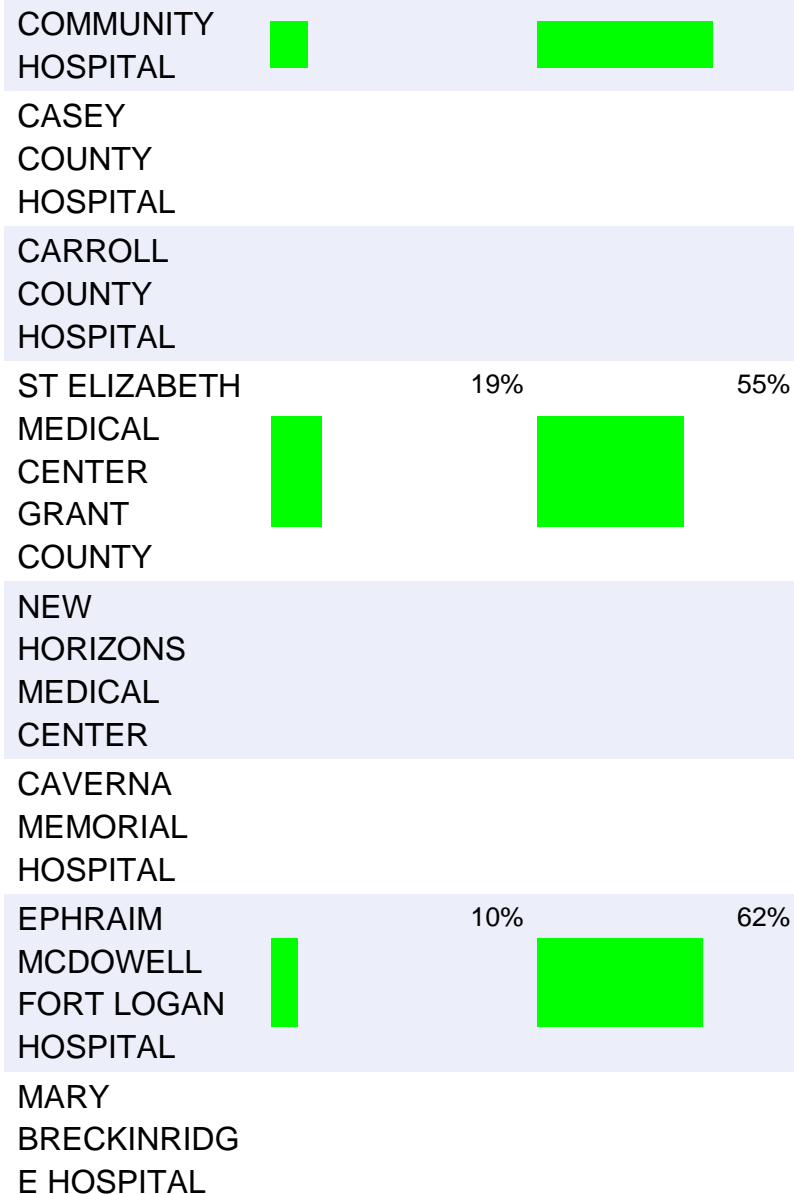 COMMUNITY
HOSPITAL
CASEY
COUNTY
HOSPITAL
CARROLL
COUNTY
HOSPITAL
ST ELIZABETH 19% 55%
MEDICAL
CENTER
GRANT
COUNTY
NEW
HORIZONS
MEDICAL
CENTER
CAVERNA
MEMORIAL
HOSPITAL
EPHRAIM 10% 62%
MCDOWELL
FORT LOGAN
HOSPITAL
MARY
BRECKINRIDG
E HOSPITAL